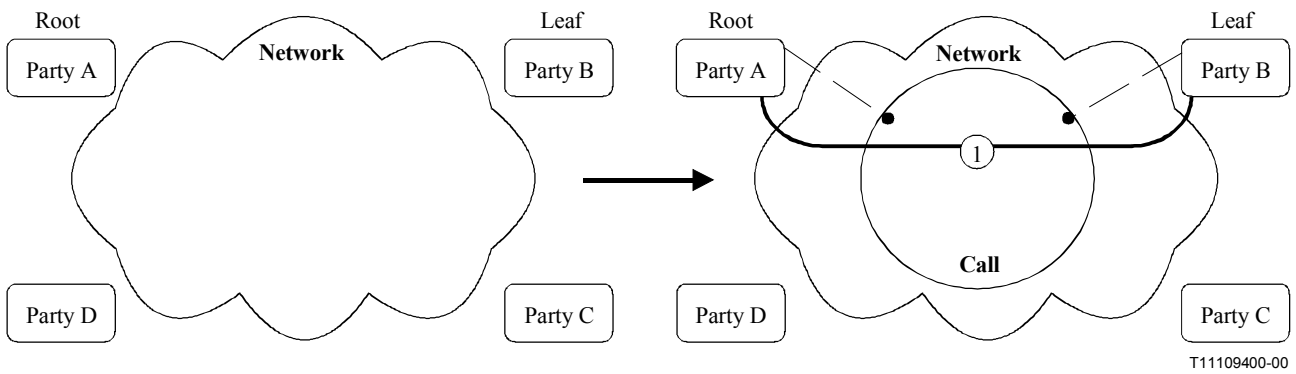 Root
Leaf
Party A
Network
Party B
Party D
Party C
Root
Leaf
Party A
Network
Party B
1
Call
Party D
Party C
T11109400-00